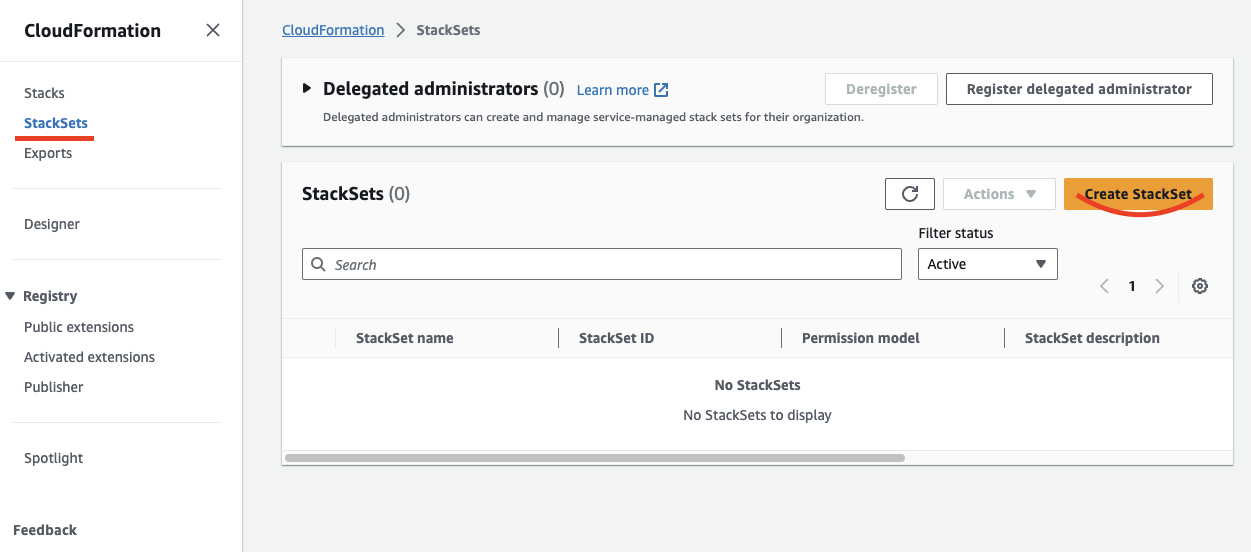 CloudFormation
Stacks
StackSets
Exports
Designer
Registry
Public extensions
Activated extensions
Publisher
Spotlight
Feedback
CloudFormation > StackSets
Delegated administrators (0) Learn more
Deregister
Register delegated administrator
Delegated administrators can create and manage service-managed stack sets for their organization.
StackSets (0)
Actions
Create StackSet
Filter status
Search
Active
1
StackSet name StackSet ID Permission model StackSet description
No StackSets
No StackSets to display